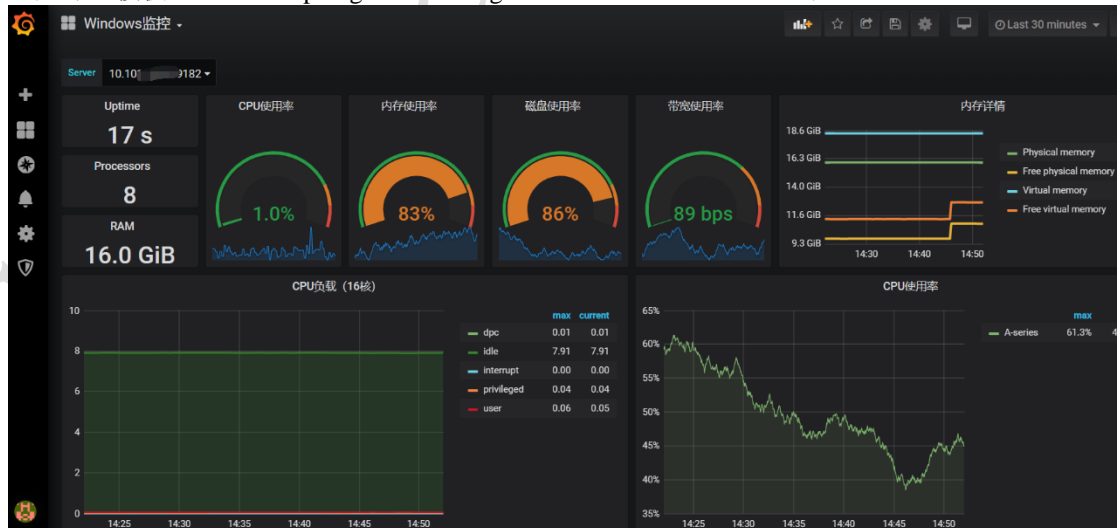 Windows监控
Last 30 minutes
Server 10.10 9182
Uptime
17 s
Processors
8
RAM
16.0 GiB
CPU使用率
1.0%
内存使用率
83%
磁盘使用率
86%
带宽使用率
89 bps
内存详情
18.6 GiB
16.3 GiB
14.0 GiB
11.6 GiB
9.3 GiB
14:30 14:40 14:50
Physical memory
Free physical memory
Virtual memory
Free virtual memory
CPU负载（16核）
10
8
6
4
2
0
14:25 14:30 14:35 14:40 14:45 14:50
max current
dpc 0.01 0.01
idle 7.91 7.91
interrupt 0.00 0.00
privileged 0.04 0.04
user 0.06 0.05
CPU使用率
65%
60%
55%
50%
45%
40%
35%
14:25 14:30 14:35 14:40 14:45 14:50
max
A-series 61.3% 4